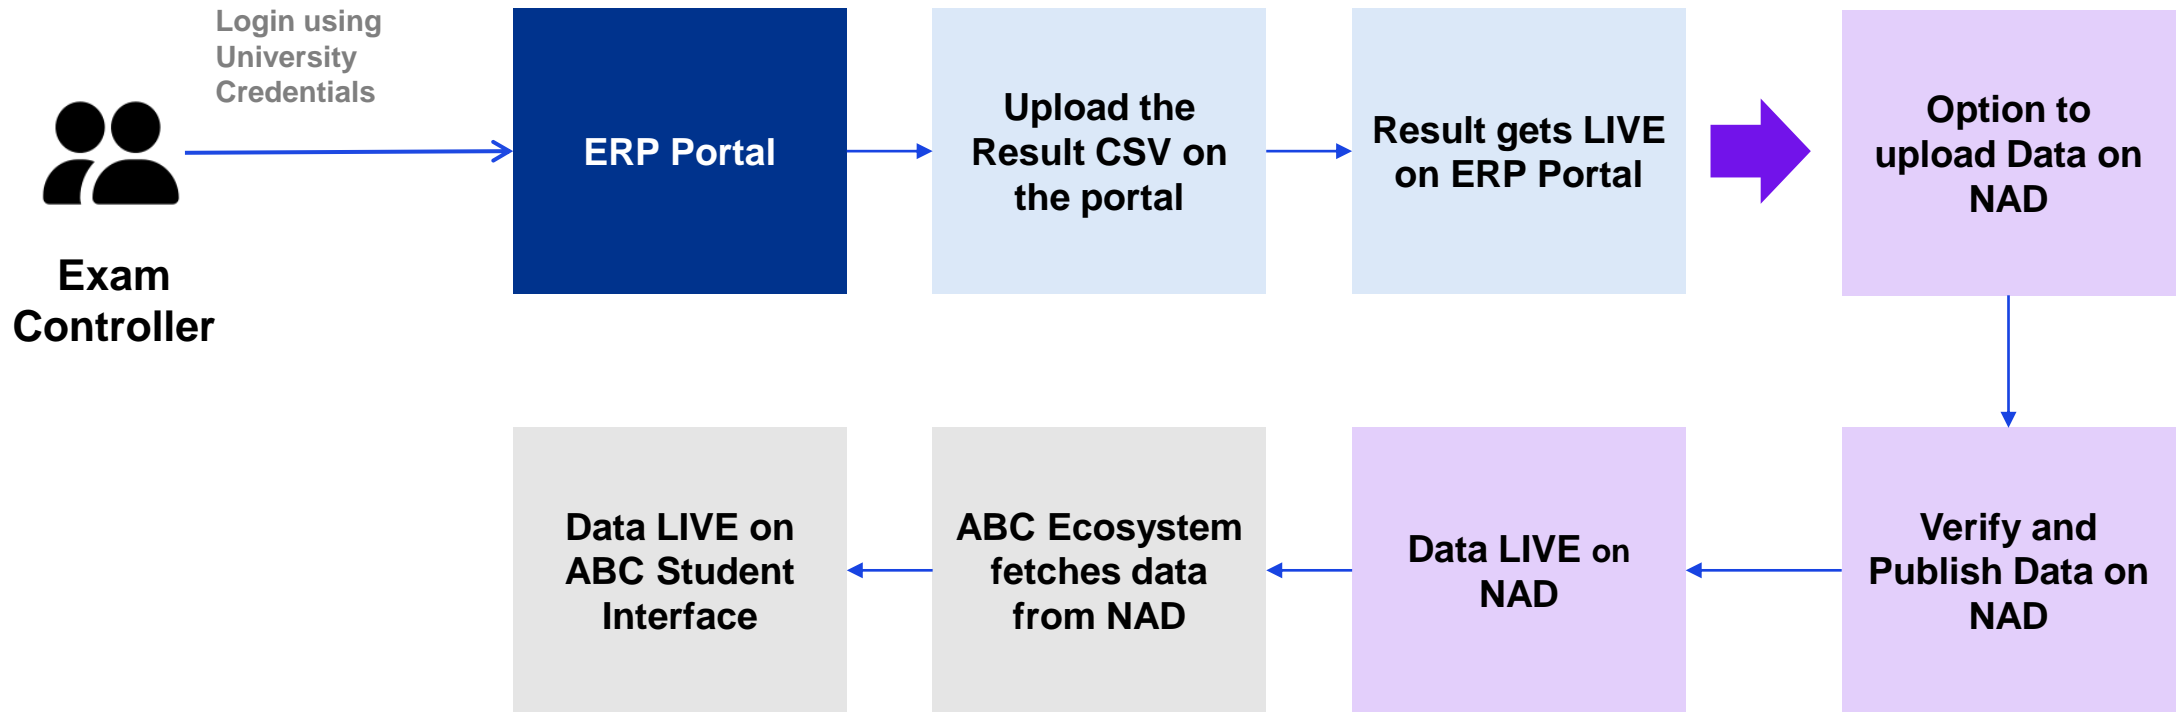 Login using
University
Credentials
Exam
Controller
ERP Portal
Upload the
Result CSV on
the portal
Result gets LIVE
on ERP Portal
Option to
upload Data on
NAD
Verify and
Publish Data on
NAD
Data LIVE on
NAD
ABC Ecosystem
fetches data
from NAD
Data LIVE on
ABC Student
Interface